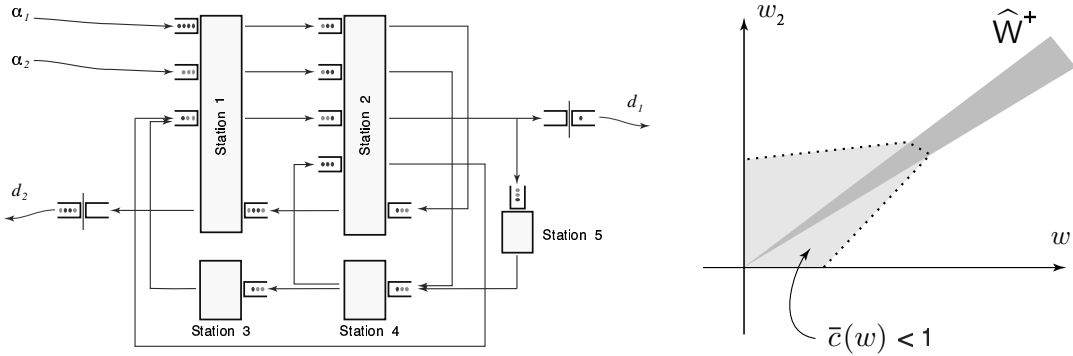 α₁
α₂
Station 1
Station 2
d₁
d₂
Station 5
Station 3
Station 4
w₂
Ŵ⁺
w
c̄(w) < 1